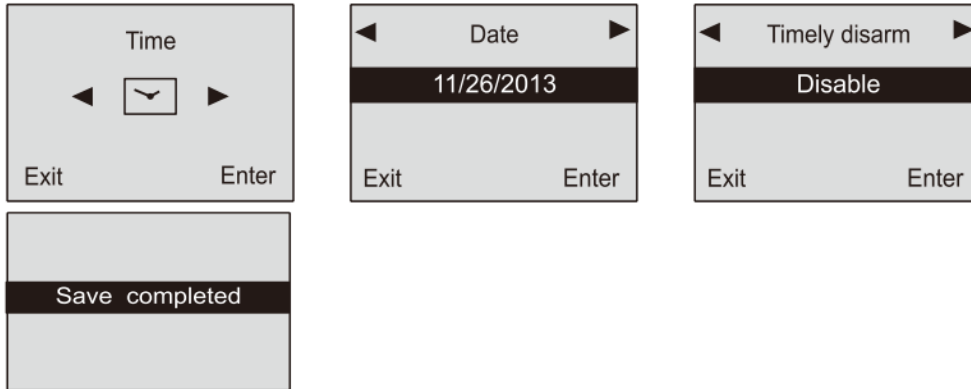 Time
Exit Enter
Date
11/26/2013
Exit Enter
Timely disarm
Disable
Exit Enter
Save completed